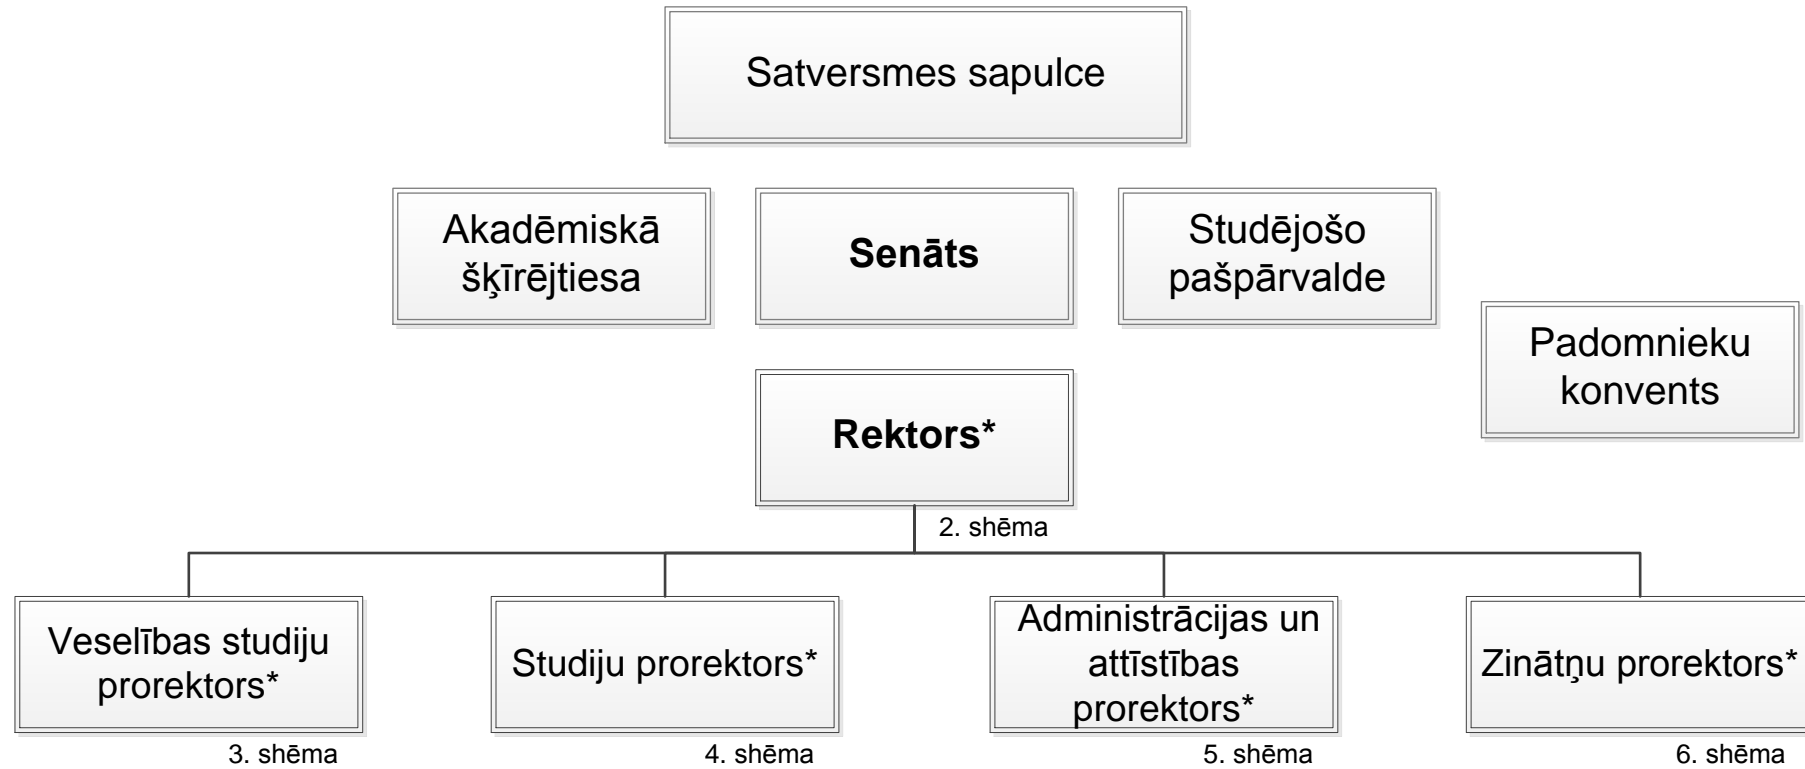 Satversmes sapulce
Akadēmiskā
šķīrējtiesa
Senāts
Studējošo
pašpārvalde
Padomnieku
konvents
Rektors*
2. shēma
Veselības studiju
prorektors*
3. shēma
Studiju prorektors*
4. shēma
Administrācijas un
attīstības
prorektors*
5. shēma
Zinātņu prorektors*
6. shēma